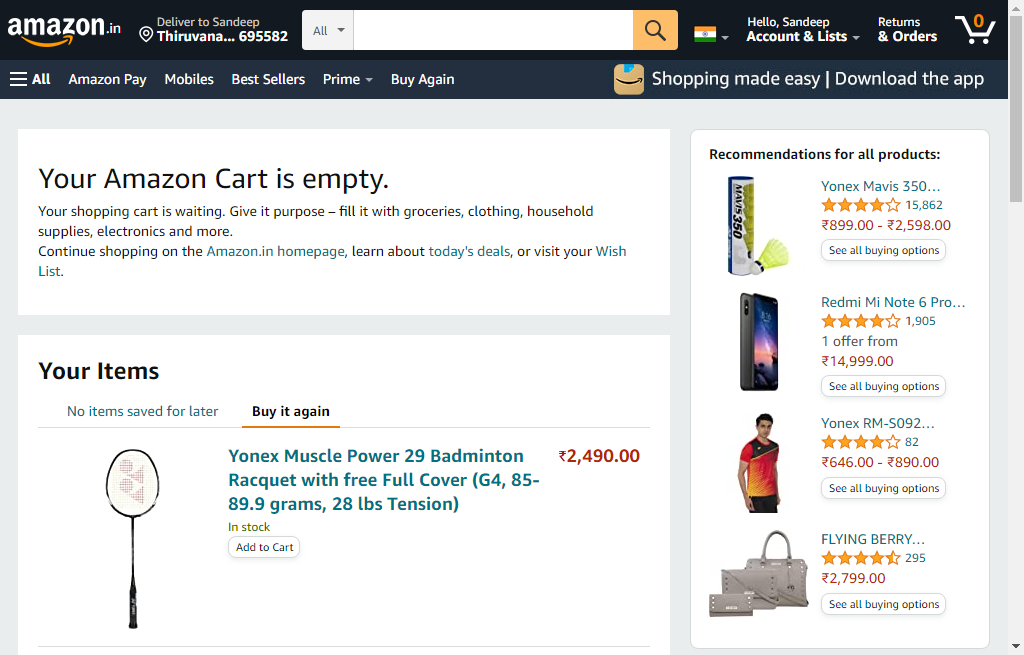 amazon.in
Deliver to Sandeep
Thiruvana... 695582
All
Hello, Sandeep
Account & Lists
Returns
& Orders
0
All
Amazon Pay
Mobiles
Best Sellers
Prime
Buy Again
Shopping made easy | Download the app
Your Amazon Cart is empty.
Your shopping cart is waiting. Give it purpose – fill it with groceries, clothing, household
supplies, electronics and more.
Continue shopping on the Amazon.in homepage, learn about today's deals, or visit your Wish
List.
Your Items
No items saved for later
Buy it again
Yonex Muscle Power 29 Badminton
Racquet with free Full Cover (G4, 85-
89.9 grams, 28 lbs Tension)
₹2,490.00
In stock
Add to Cart
Recommendations for all products:
MAVIS 350
Yonex Mavis 350...
15,862
₹899.00 - ₹2,598.00
See all buying options
Redmi Mi Note 6 Pro...
1,905
1 offer from
₹14,999.00
See all buying options
Yonex RM-S092...
82
₹646.00 - ₹890.00
See all buying options
FLYING BERRY...
295
₹2,799.00
See all buying options